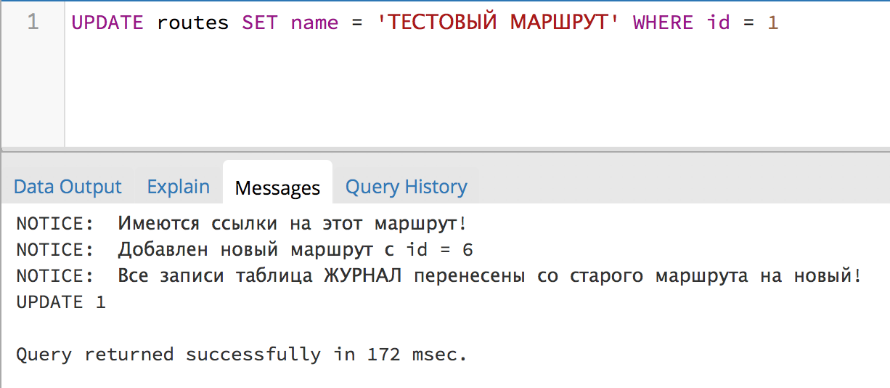 1 UPDATE routes SET name = 'ТЕСТОВЫЙ МАРШРУТ' WHERE id = 1
Data Output Explain Messages Query History
NOTICE: Имеются ссылки на этот маршрут!
NOTICE: Добавлен новый маршрут с id = 6
NOTICE: Все записи таблица ЖУРНАЛ перенесены со старого маршрута на новый!
UPDATE 1
Query returned successfully in 172 msec.